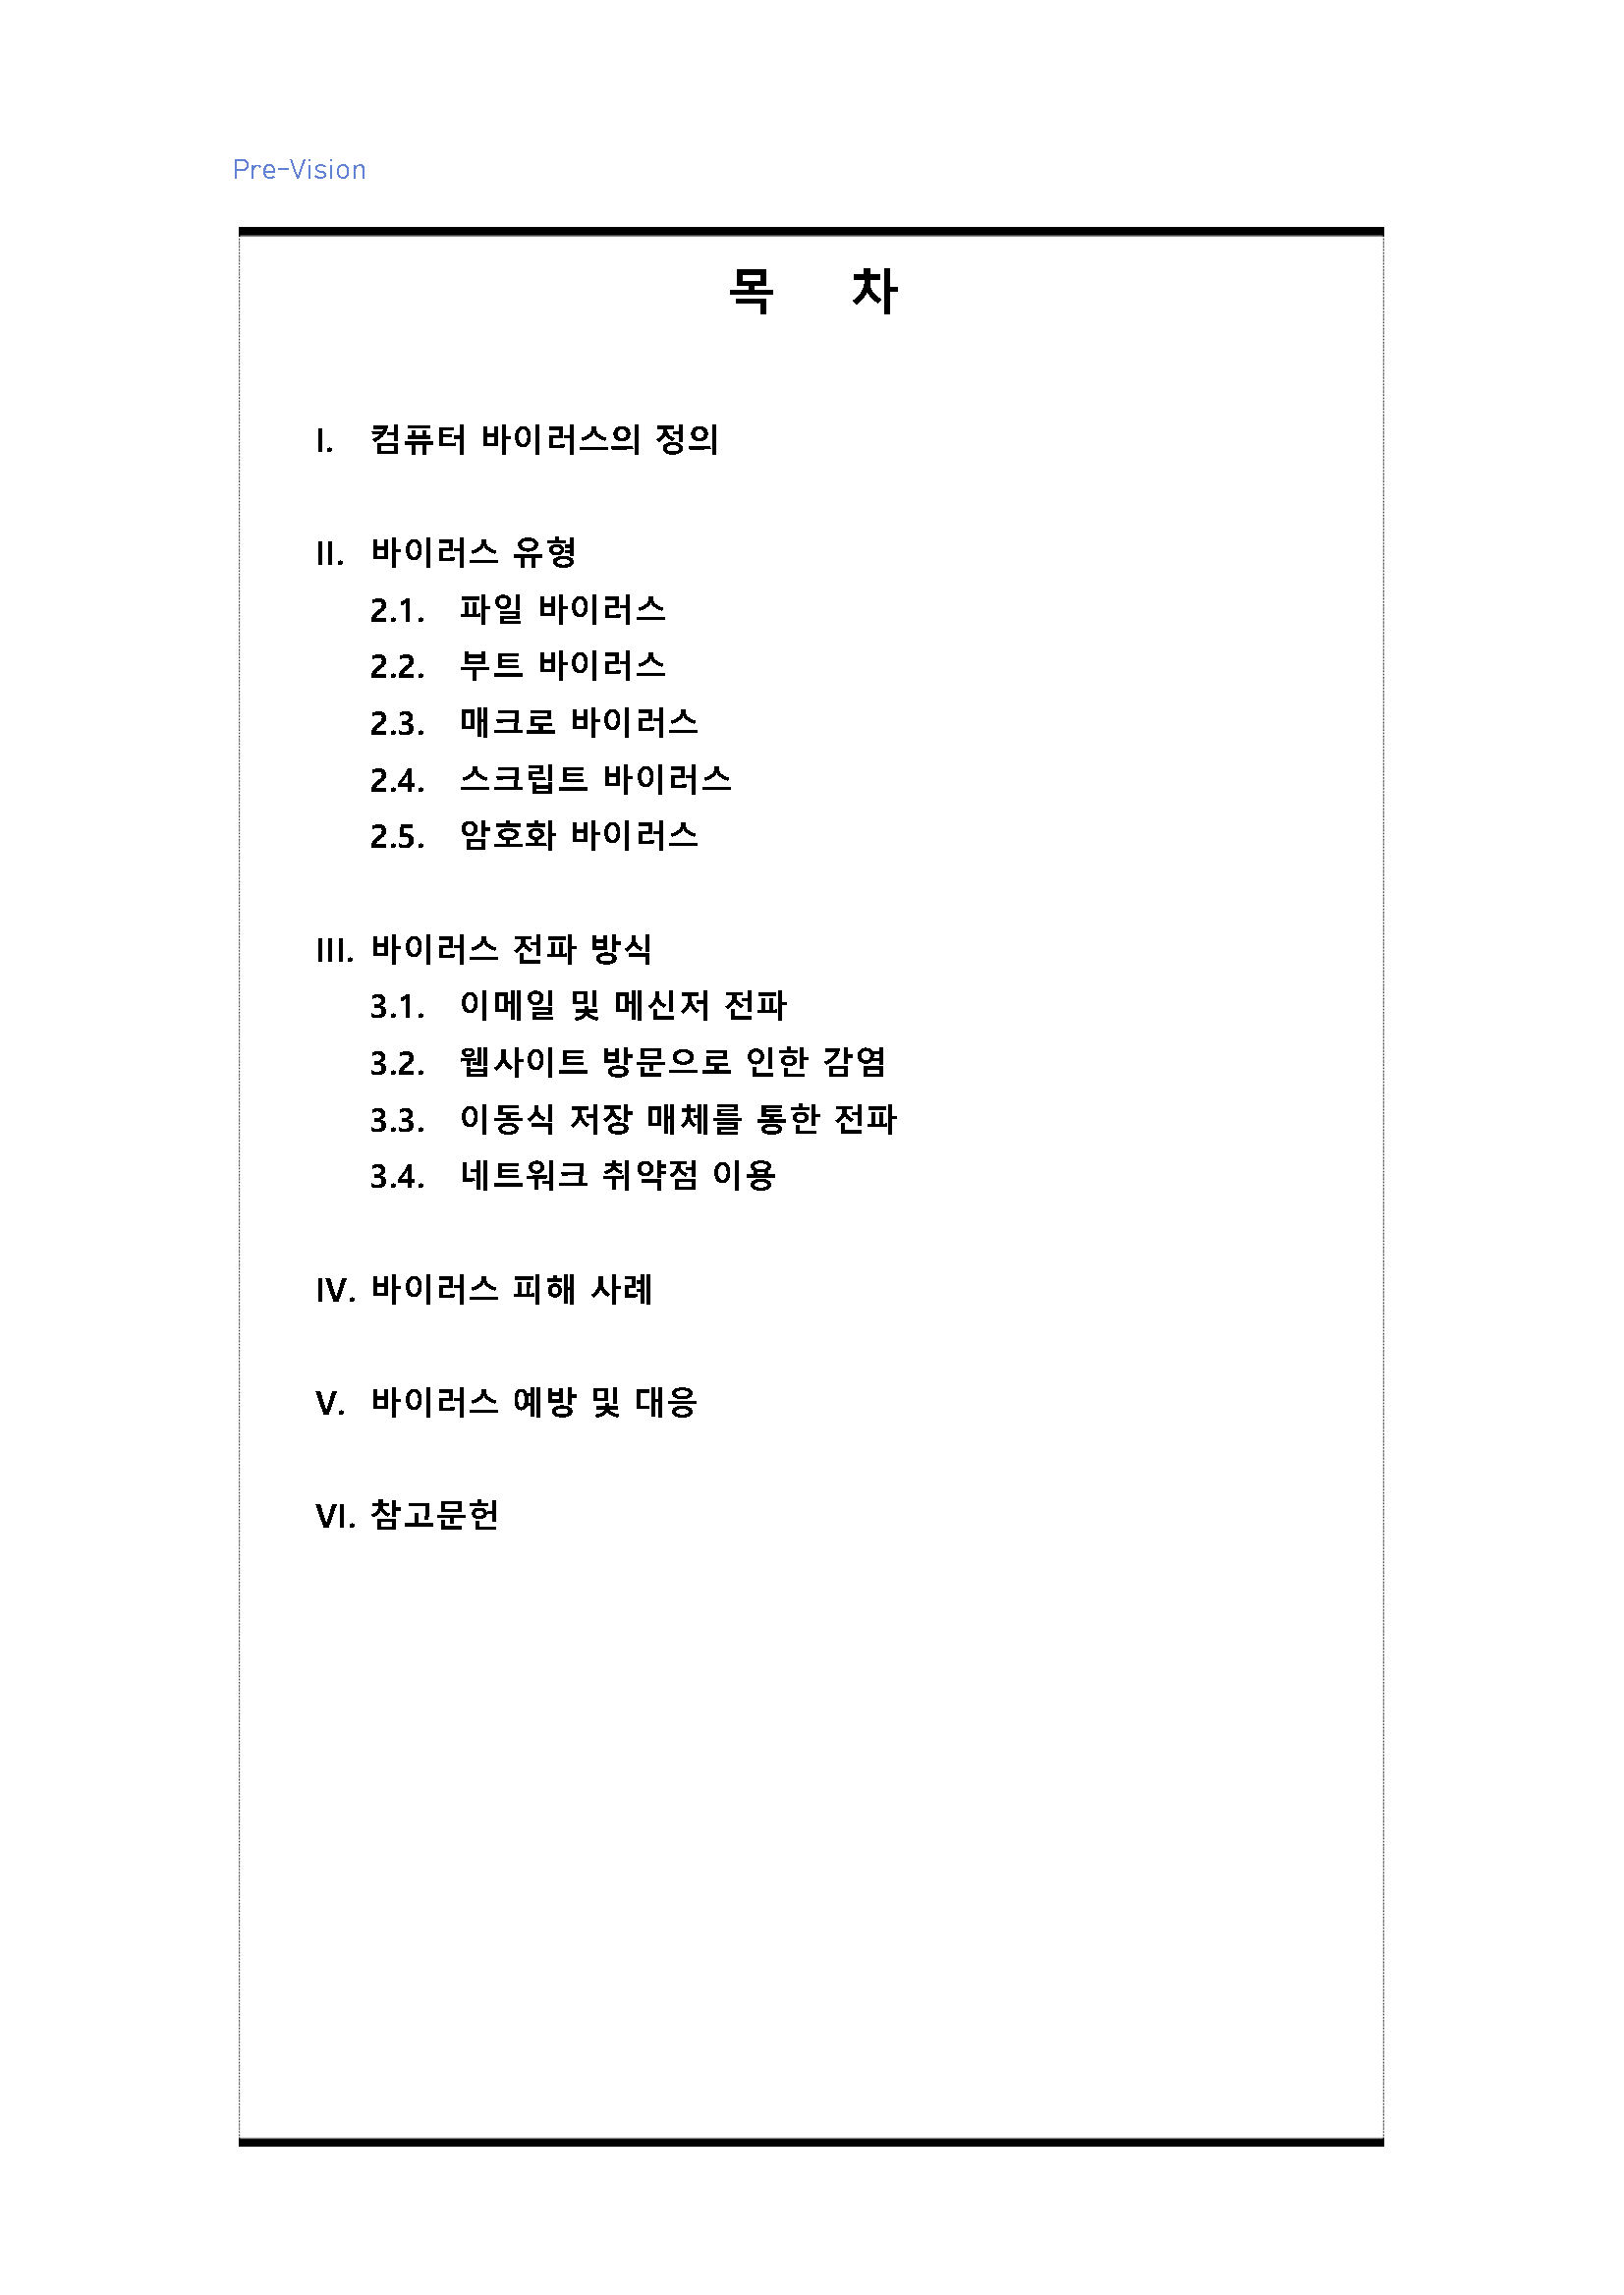 Pre-Vision
목 차
I. 컴퓨터 바이러스의 정의
II. 바이러스 유형
2.1. 파일 바이러스
2.2. 부트 바이러스
2.3. 매크로 바이러스
2.4. 스크립트 바이러스
2.5. 암호화 바이러스
III. 바이러스 전파 방식
3.1. 이메일 및 메신저 전파
3.2. 웹사이트 방문으로 인한 감염
3.3. 이동식 저장 매체를 통한 전파
3.4. 네트워크 취약점 이용
IV. 바이러스 피해 사례
V. 바이러스 예방 및 대응
VI. 참고문헌